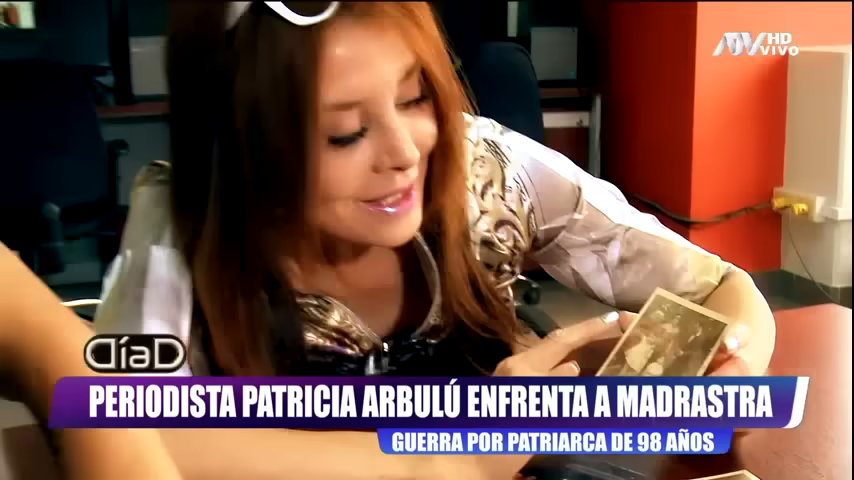 ATV HD
VIVO
DíaD
PERIODISTA PATRICIA ARBULÚ ENFRENTA A MADRASTRA
GUERRA POR PATRIARCA DE 98 AÑOS